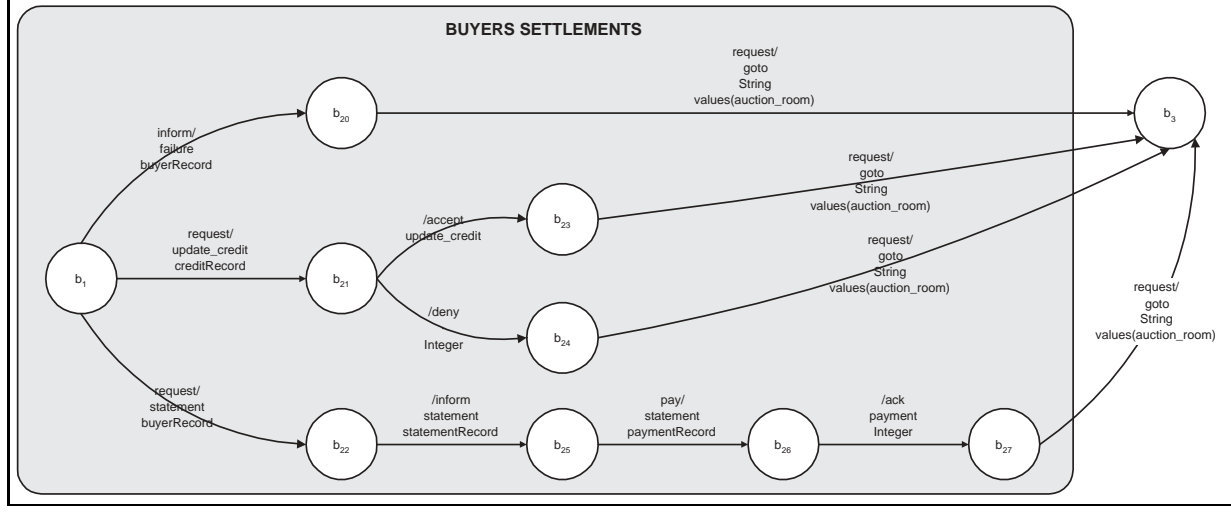 BUYERS SETTLEMENTS
request/
goto
String
values(auction_room)
b20
b3
inform/
failure
buyerRecord
request/
goto
String
values(auction_room)
/accept
update_credit
b23
request/
update_credit
creditRecord
request/
goto
String
values(auction_room)
b1
b21
/deny
Integer
b24
request/
goto
String
values(auction_room)
request/
statement
buyerRecord
/inform
statement
statementRecord
pay/
statement
paymentRecord
/ack
payment
Integer
b22
b25
b26
b27